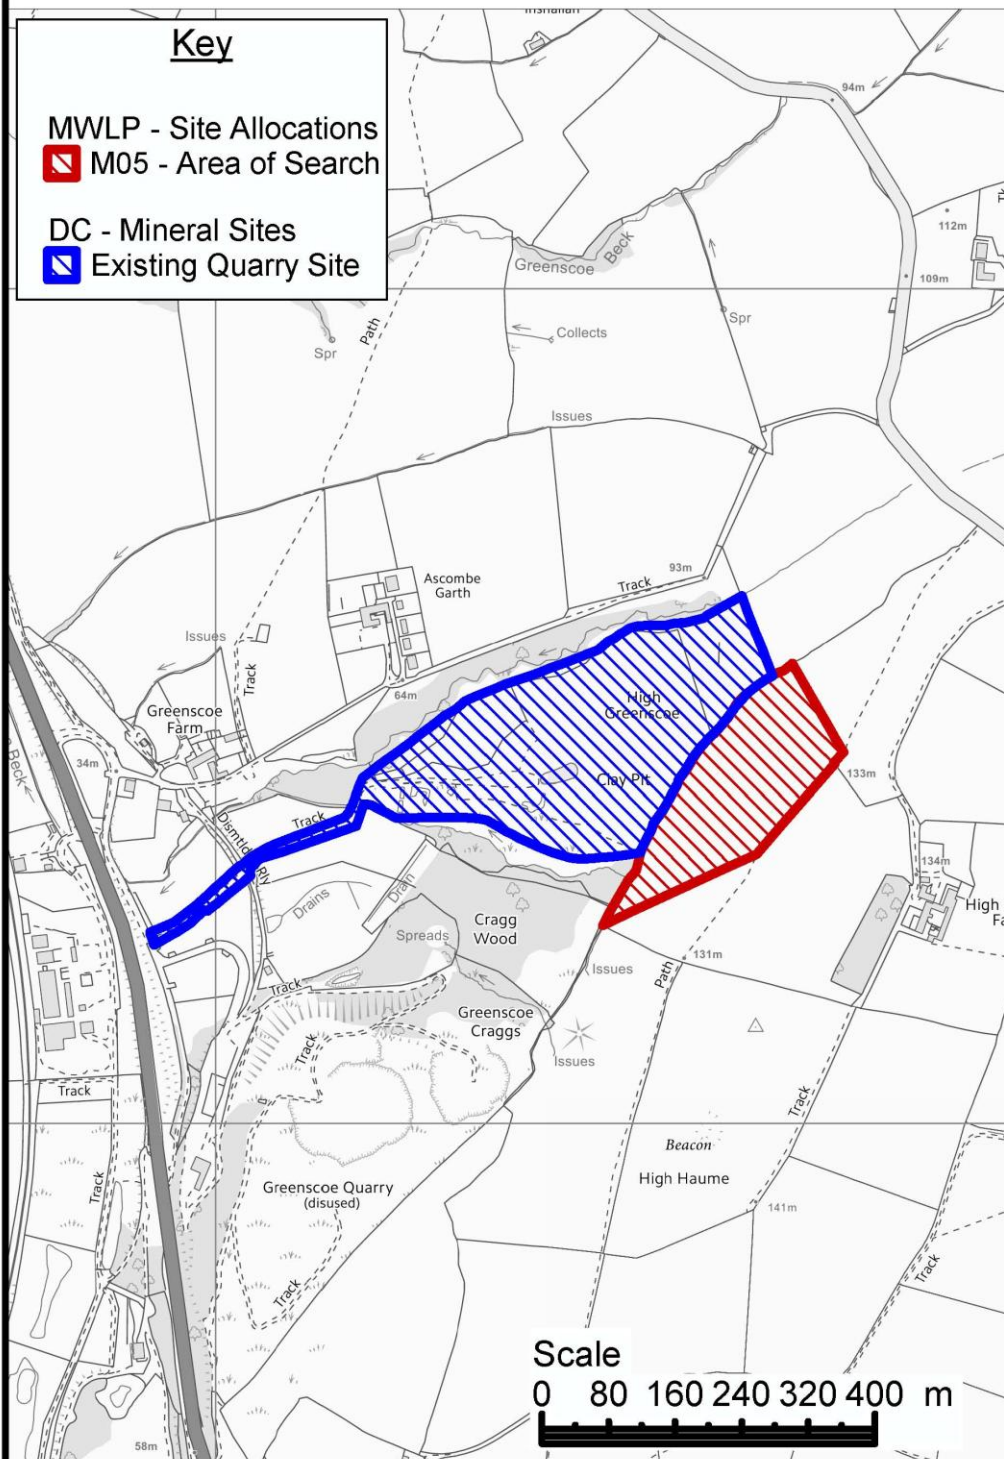 Key
MWLP - Site Allocations
M05 - Area of Search
DC - Mineral Sites
Existing Quarry Site
94m
Greenscoe Beck
112m
109m
Spr
Path
Collects
Spr
Issues
Ascombe
Garth
Track
93m
Issues
Track
64m
Greenscoe
Farm
High
Greenscoe
34m
Clay Pit
133m
Beck
Track
Dismtld Rly
134m
Drains
Drain
Cragg
Wood
High
Spreads
Issues
Path
131m
Track
Greenscoe
Craggs
Track
Issues
Track
Track
Beacon
High Haume
Track
Greenscoe Quarry
(disused)
141m
Track
Track
Scale
0 80 160 240 320 400 m
58m